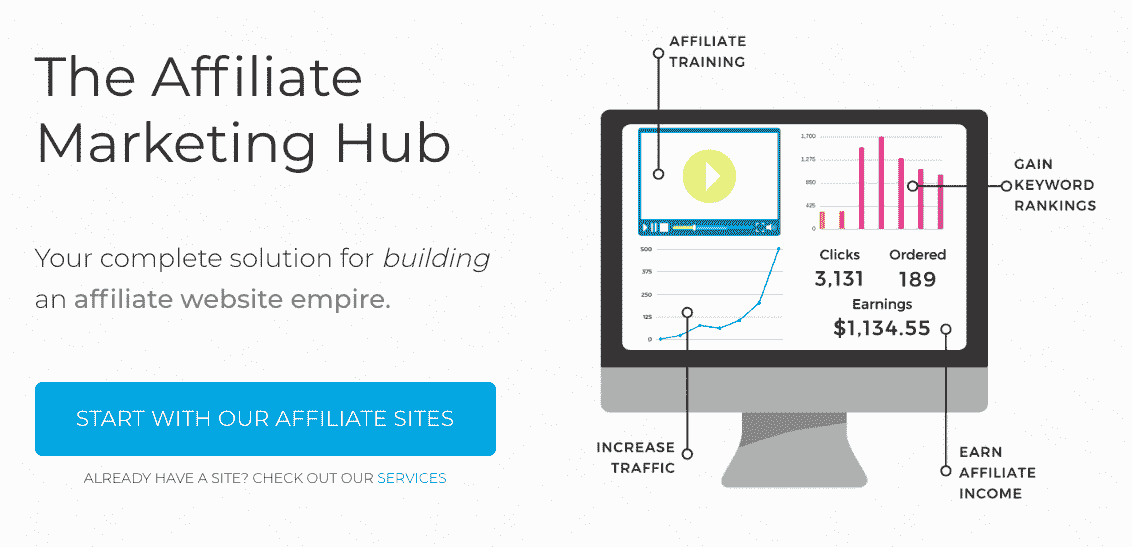 The Affiliate
Marketing Hub
Your complete solution for building
an affiliate website empire.
START WITH OUR AFFILIATE SITES
ALREADY HAVE A SITE? CHECK OUT OUR SERVICES
AFFILIATE
TRAINING
1,700
1,275
850
425
0
GAIN
KEYWORD
RANKINGS
Clicks Ordered
3,131 189
Earnings
$1,134.55
500
375
250
125
0
INCREASE
TRAFFIC
EARN
AFFILIATE
INCOME